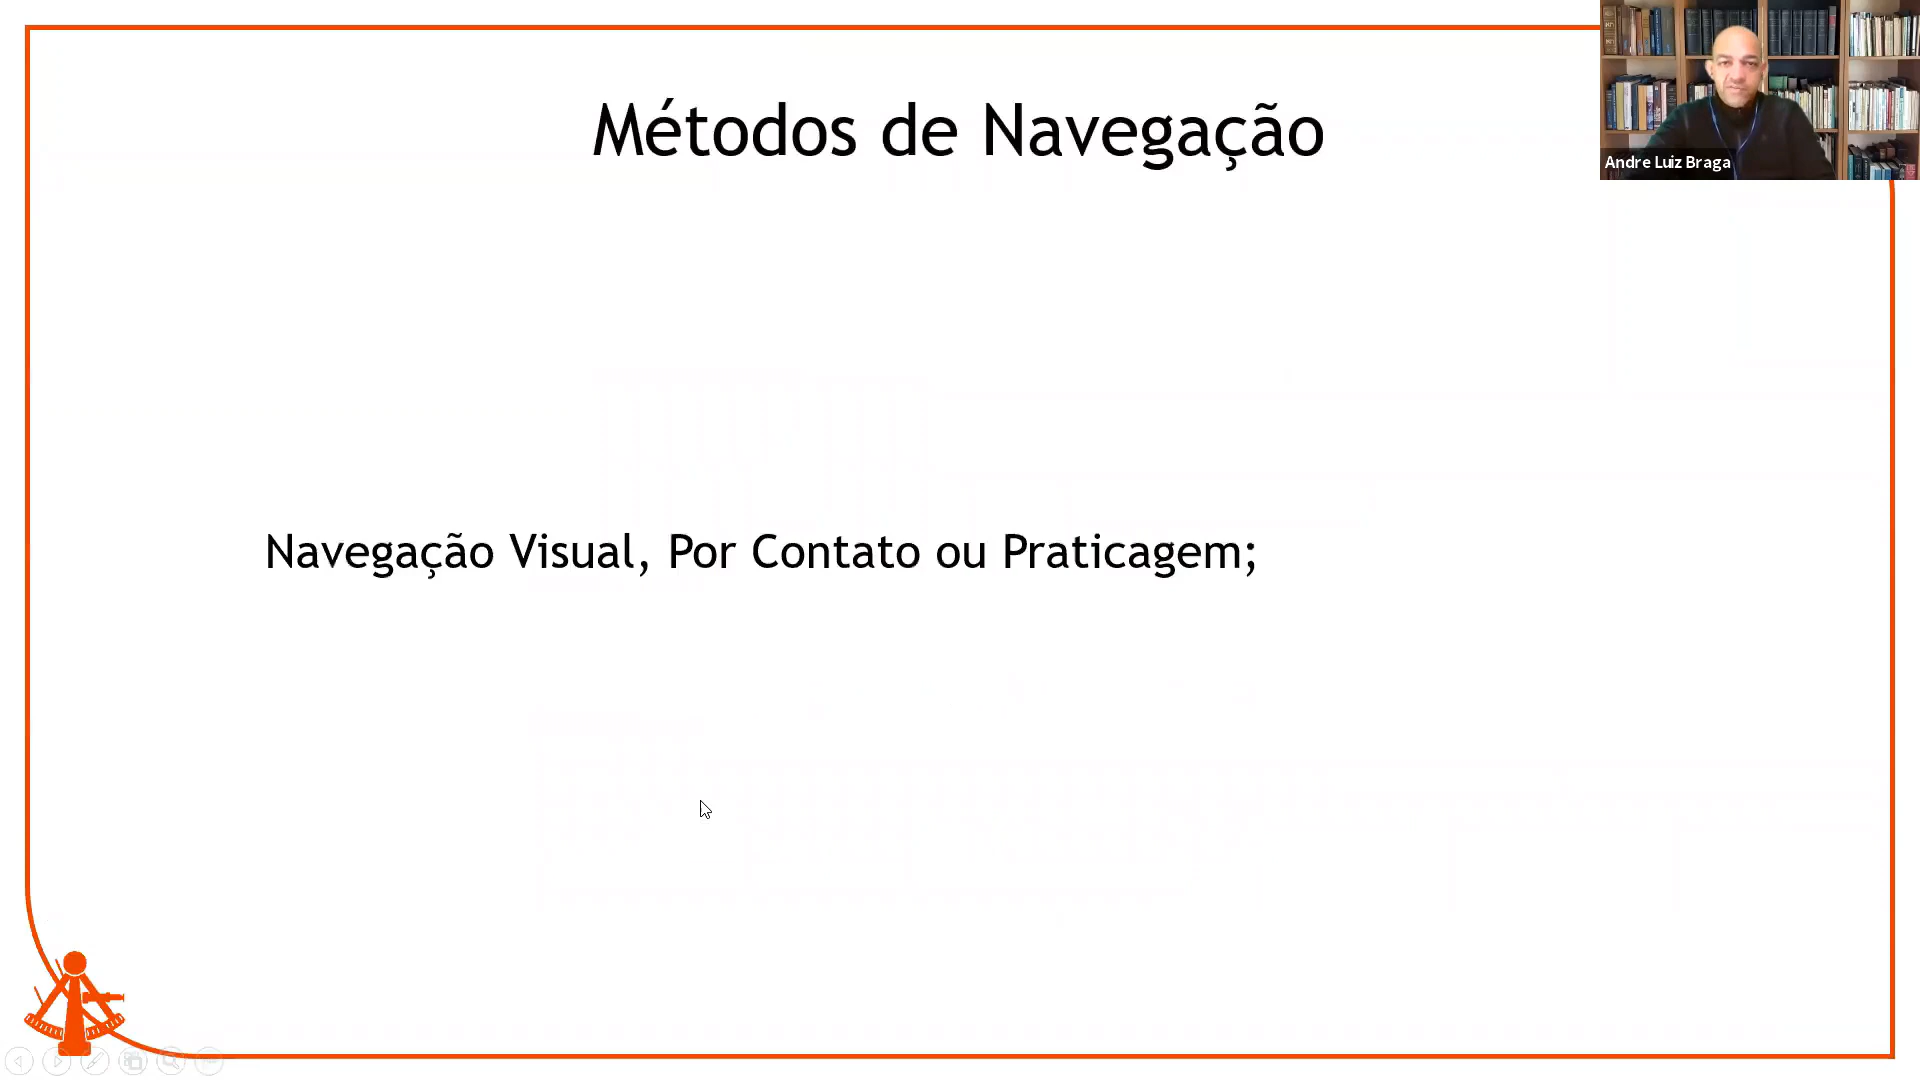 Métodos de Navegação
Andre Luiz Braga
Navegação Visual, Por Contato ou Praticagem;